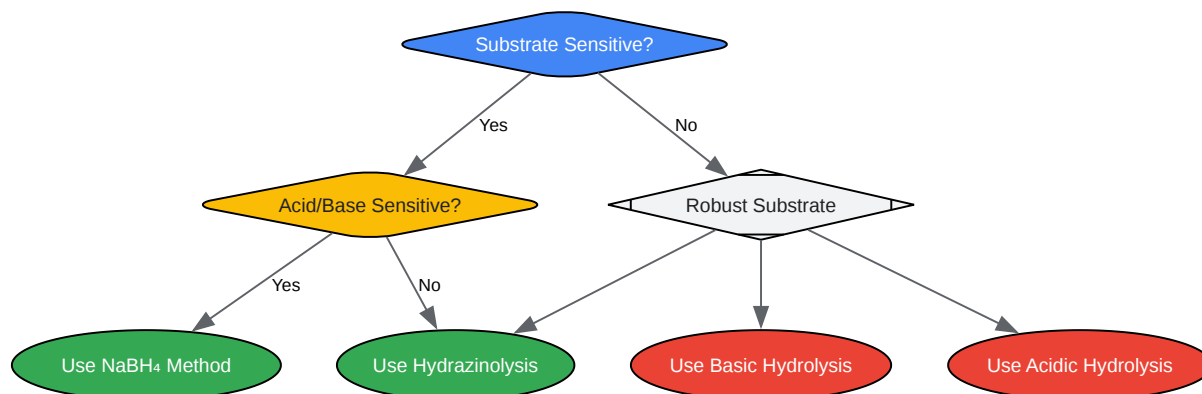 Substrate Sensitive?
Yes
No
Acid/Base Sensitive?
Robust Substrate
Yes
No
Use NaBH₄ Method
Use Hydrazinolysis
Use Basic Hydrolysis
Use Acidic Hydrolysis